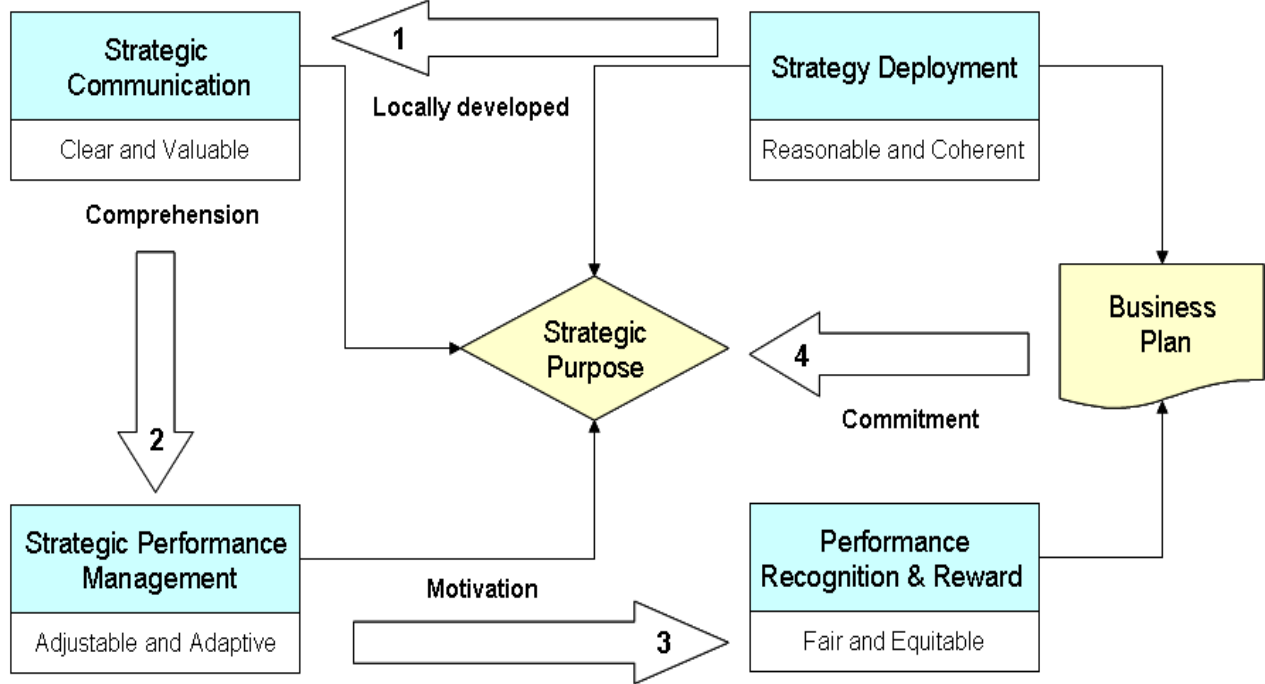 Strategic
Communication
Clear and Valuable
1
Locally developed
Strategy Deployment
Reasonable and Coherent
Comprehension
2
Strategic
Purpose
4
Commitment
Business
Plan
Strategic Performance
Management
Adjustable and Adaptive
Motivation
3
Performance
Recognition & Reward
Fair and Equitable